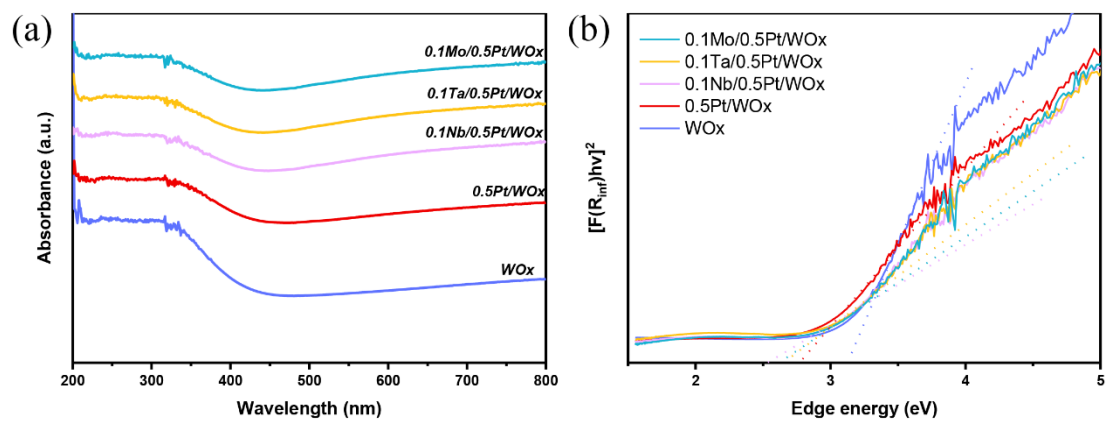 (a)
0.1Mo/0.5Pt/WOx
0.1Ta/0.5Pt/WOx
0.1Nb/0.5Pt/WOx
0.5Pt/WOx
WOx
Absorbance (a.u.)
200 300 400 500 600 700 800
Wavelength (nm)
(b)
0.1Mo/0.5Pt/WOx
0.1Ta/0.5Pt/WOx
0.1Nb/0.5Pt/WOx
0.5Pt/WOx
WOx
[F(R_inf)hv]²
2 3 4 5
Edge energy (eV)